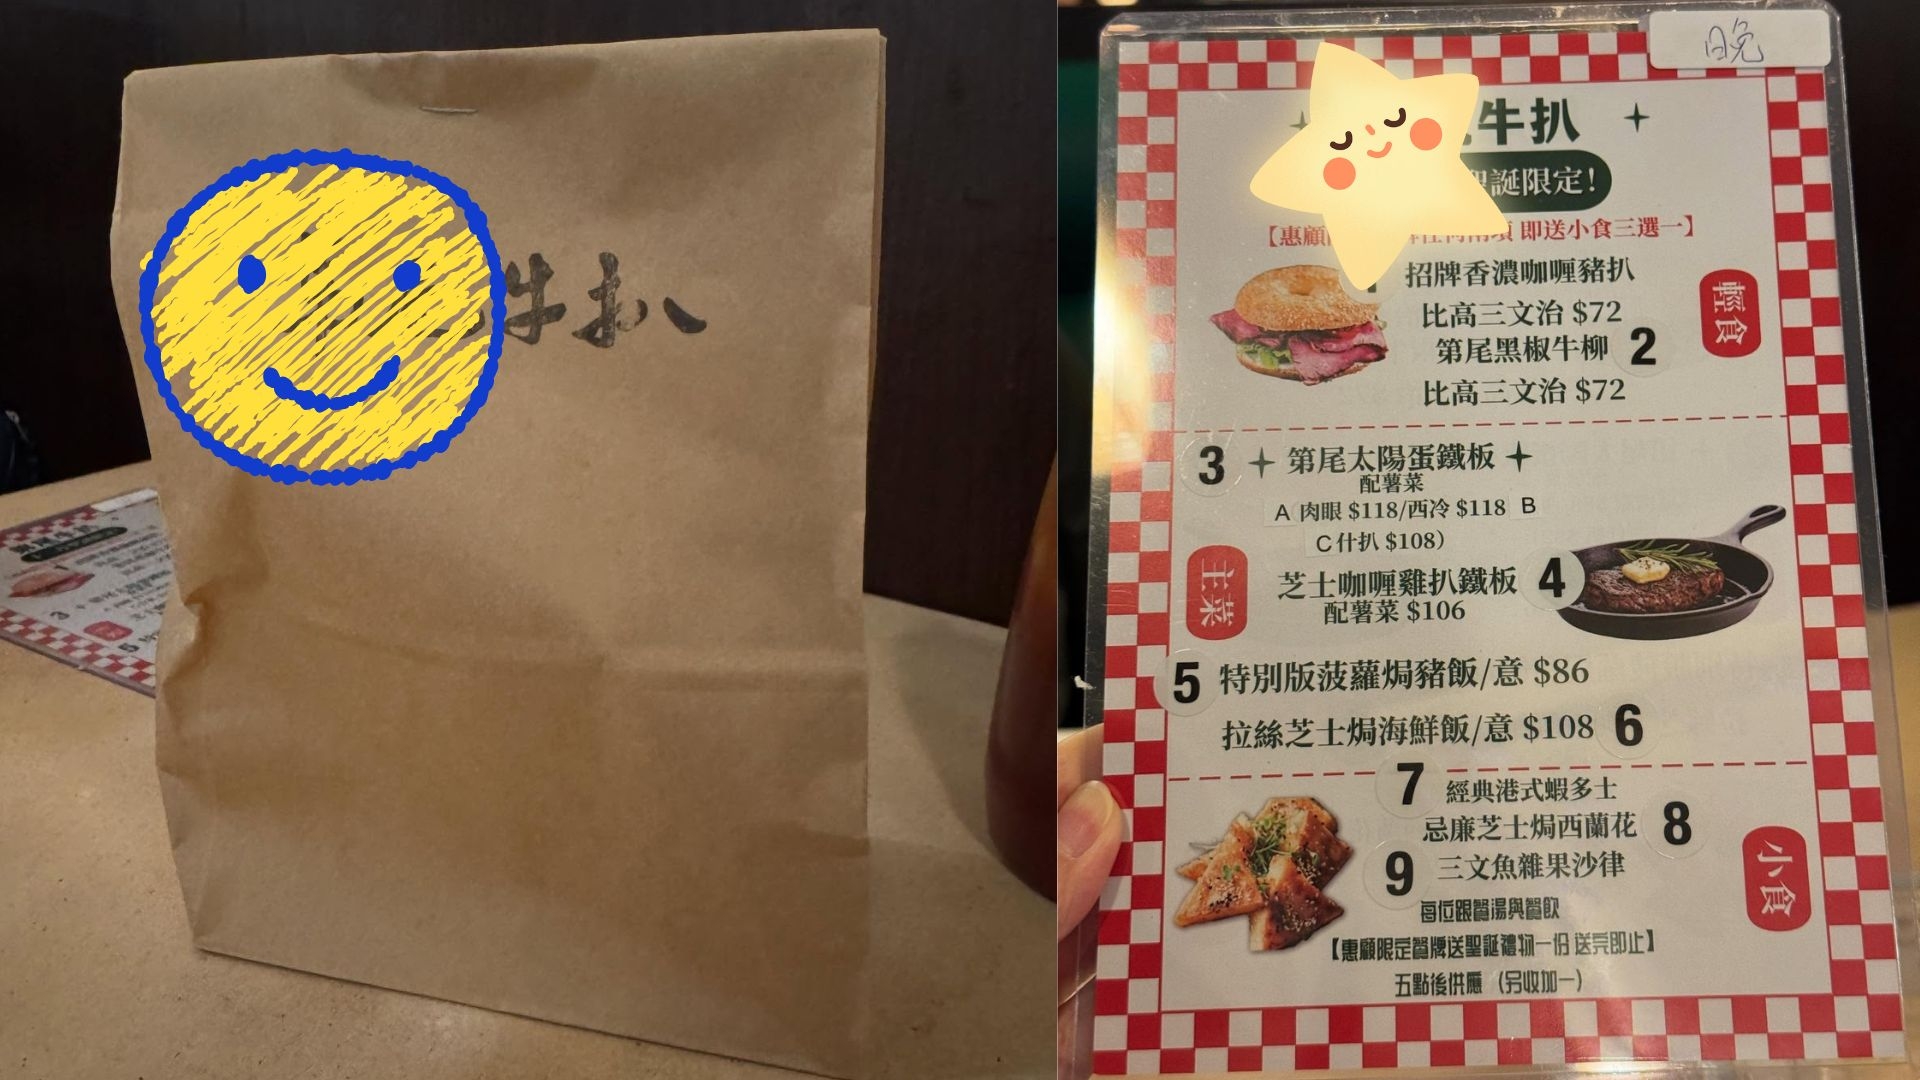 牛扒
晚
牛扒
聖誕限定!
【惠顧 即送小食三選一】
招牌香濃咖喱豬扒
比高三文治 $72
第尾黑椒牛柳 2
比高三文治 $72
輕食
3 第尾太陽蛋鐵板
配薯菜
A 肉眼 $118/西冷 $118 B
C 什扒 $108)
主菜
芝士咖喱雞扒鐵板 4
配薯菜 $106
5 特別版菠蘿焗豬飯/意 $86
拉絲芝士焗海鮮飯/意 $108 6
7 經典港式蝦多士
忌廉芝士焗西蘭花 8
9 三文魚雜果沙律
小食
每位跟餐湯與餐飲
【惠顧限定餐牌送聖誕禮物一份 送完即止】
五點後供應 (另收加一)